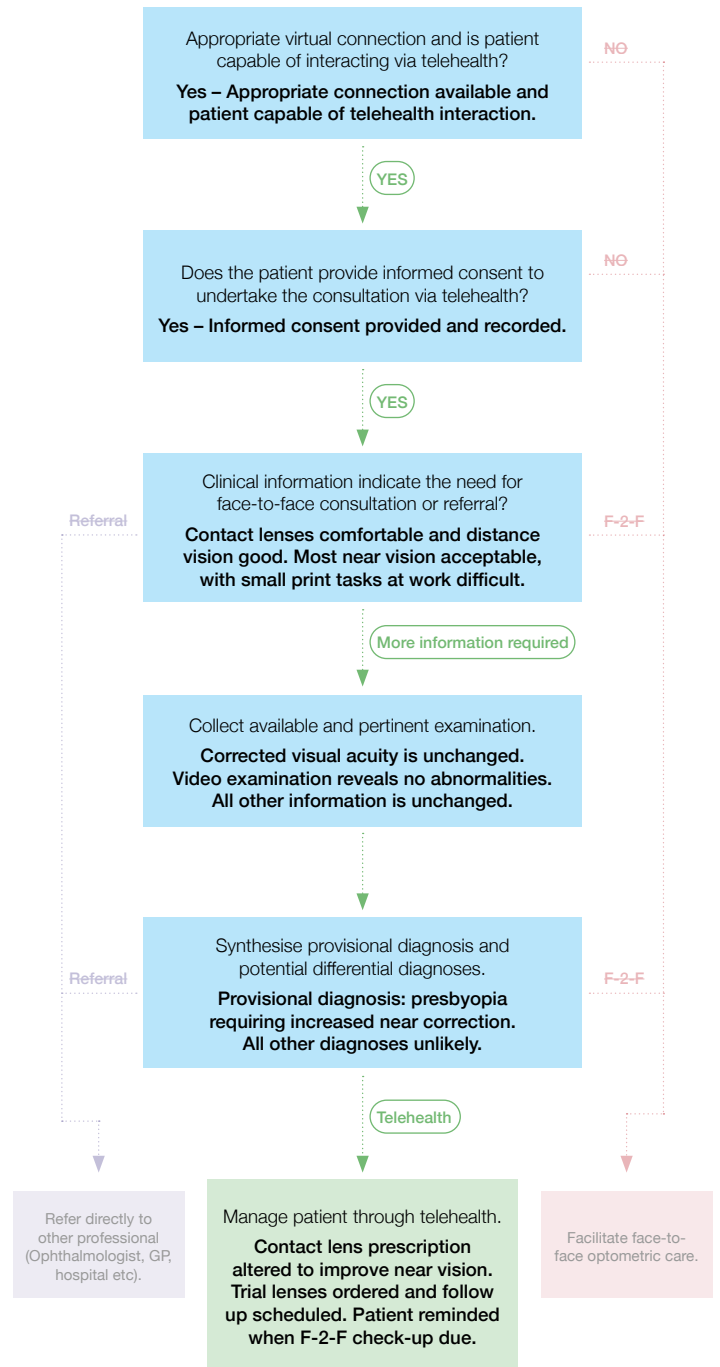 Appropriate virtual connection and is patient
capable of interacting via telehealth?
Yes – Appropriate connection available and
patient capable of telehealth interaction.
NO
YES
Does the patient provide informed consent to
undertake the consultation via telehealth?
Yes – Informed consent provided and recorded.
NO
YES
Clinical information indicate the need for
face-to-face consultation or referral?
Contact lenses comfortable and distance
vision good. Most near vision acceptable,
with small print tasks at work difficult.
Referral
F-2-F
More information required
Collect available and pertinent examination.
Corrected visual acuity is unchanged.
Video examination reveals no abnormalities.
All other information is unchanged.
Synthesise provisional diagnosis and
potential differential diagnoses.
Provisional diagnosis: presbyopia
requiring increased near correction.
All other diagnoses unlikely.
Referral
F-2-F
Telehealth
Refer directly to
other professional
(Ophthalmologist, GP,
hospital etc).
Manage patient through telehealth.
Contact lens prescription
altered to improve near vision.
Trial lenses ordered and follow
up scheduled. Patient reminded
when F-2-F check-up due.
Facilitate face-to-
face optometric care.